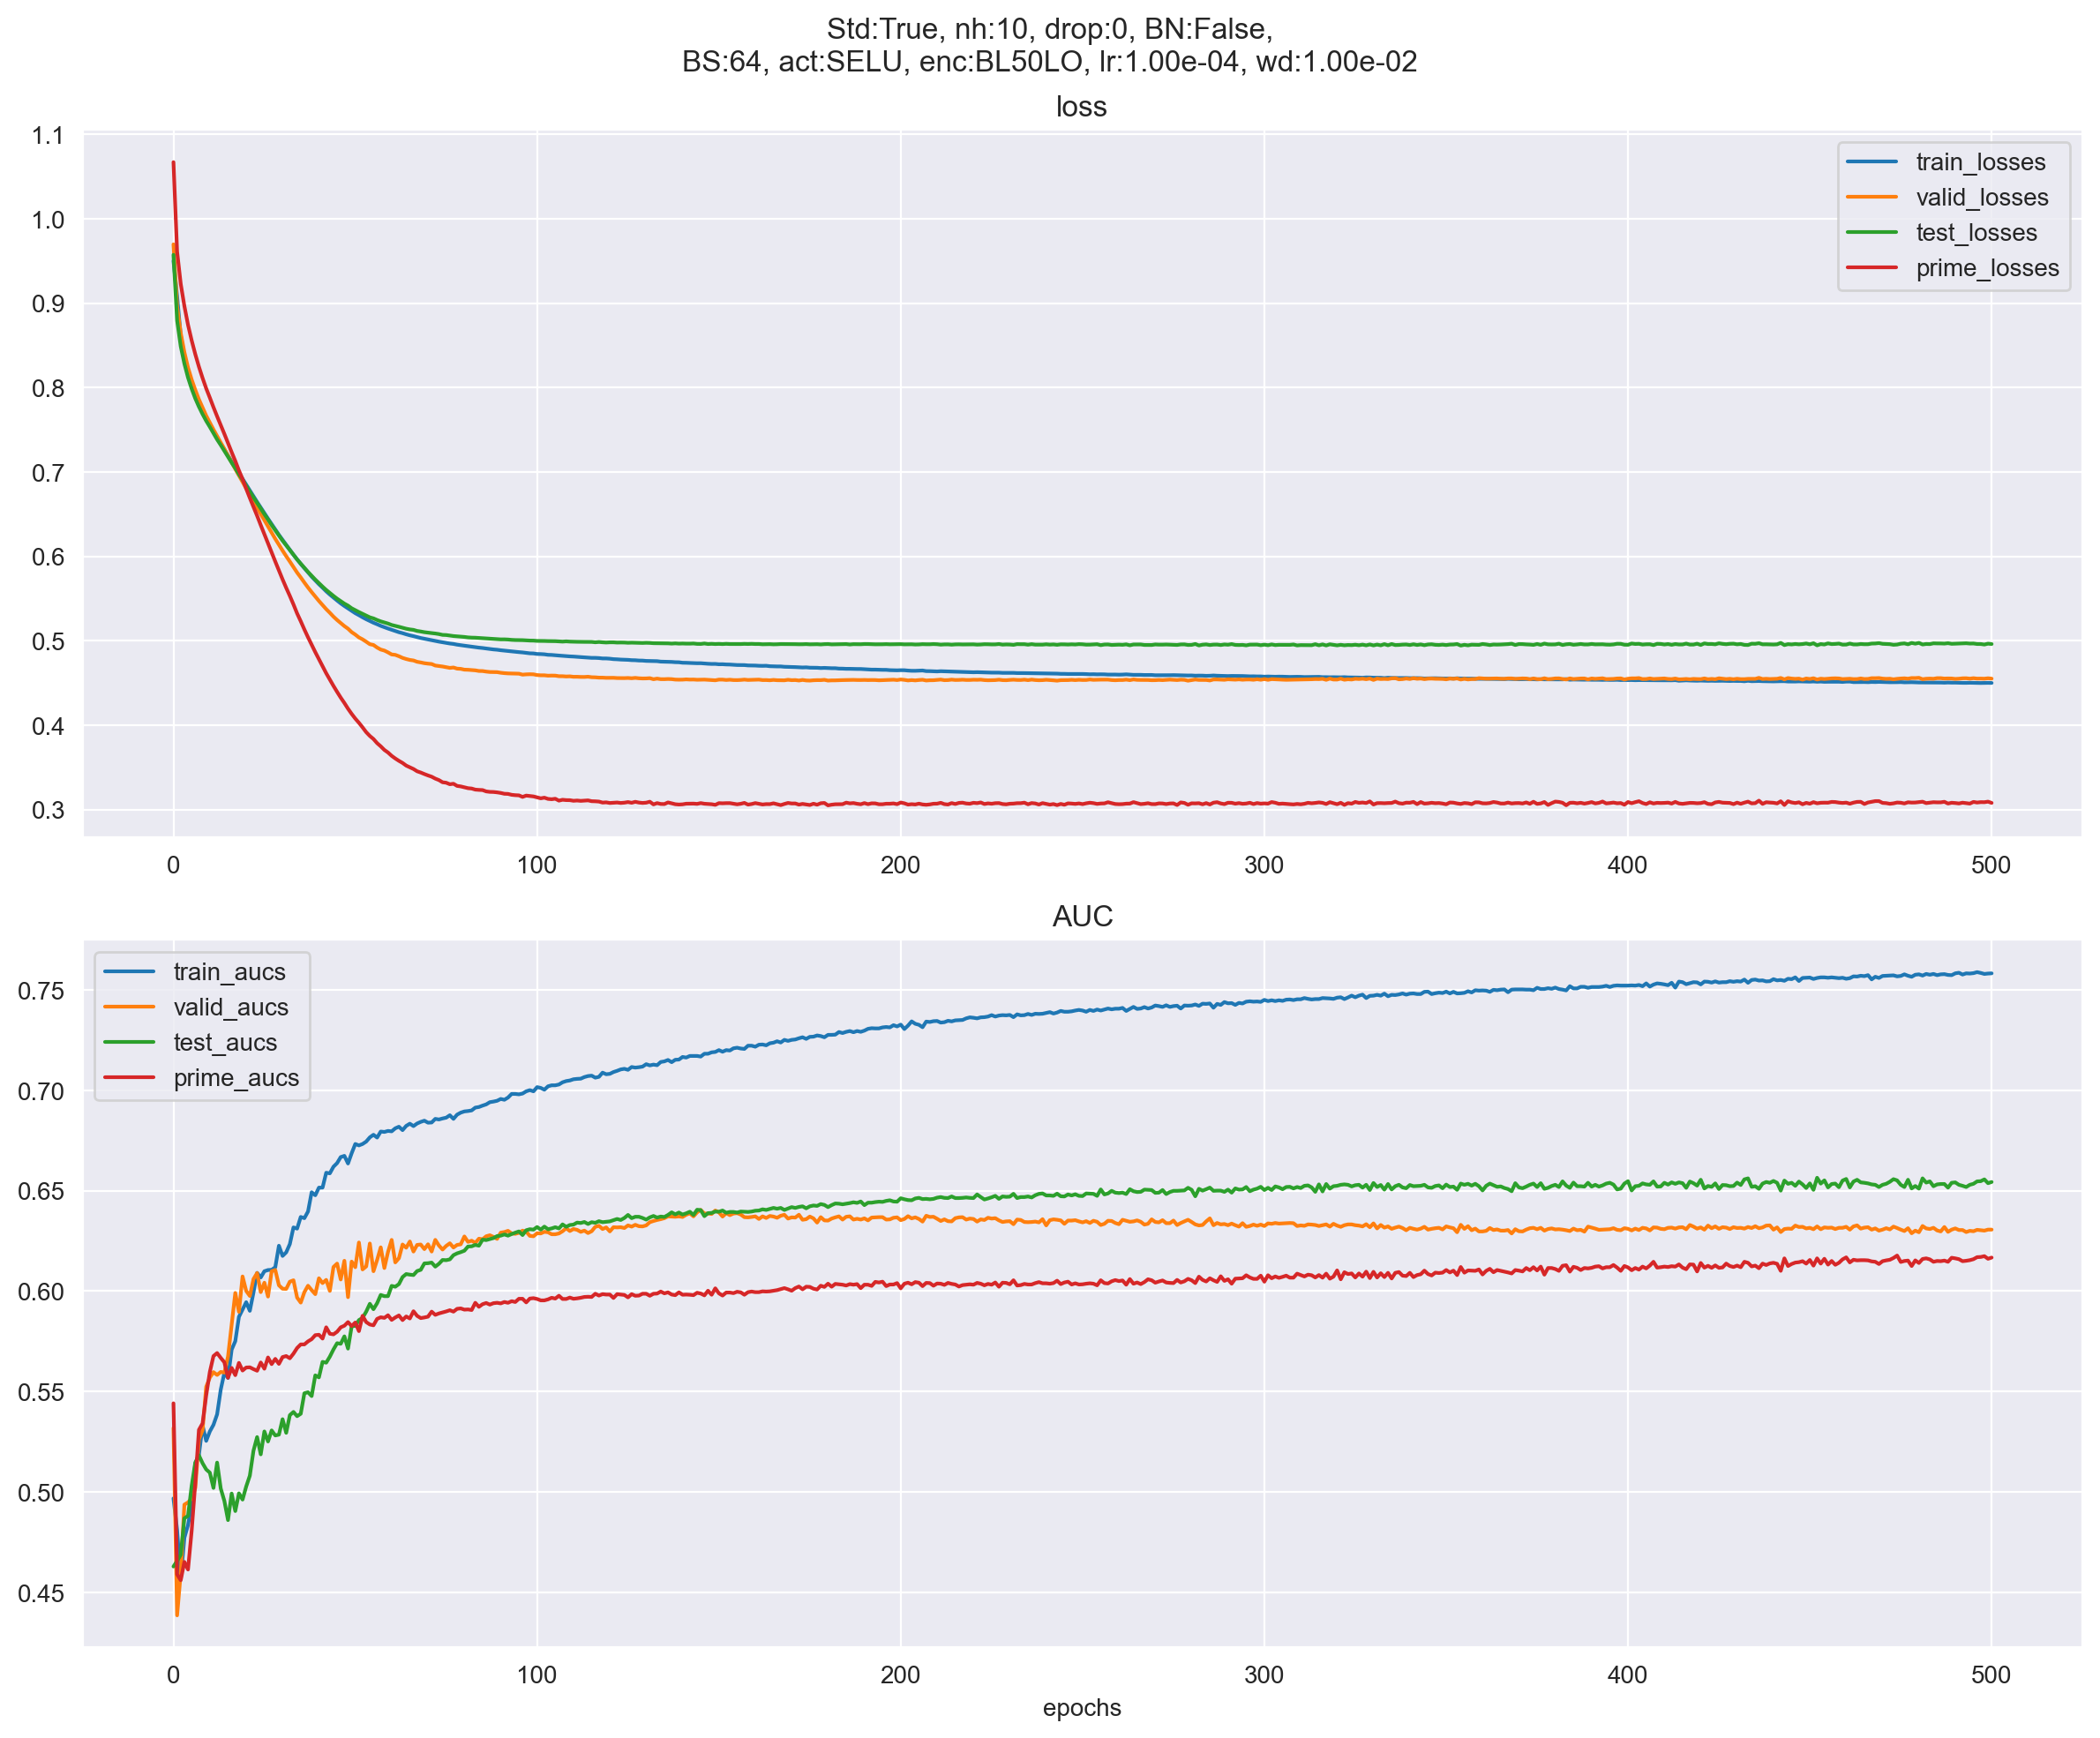 Std:True, nh:10, drop:0, BN:False,
BS:64, act:SELU, enc:BL50LO, lr:1.00e-04, wd:1.00e-02
loss
1.1
1.0
0.9
0.8
0.7
0.6
0.5
0.4
0.3
train_losses
valid_losses
test_losses
prime_losses
0 100 200 300 400 500
AUC
0.75
0.70
0.65
0.60
0.55
0.50
0.45
train_aucs
valid_aucs
test_aucs
prime_aucs
0 100 200 300 400 500
epochs